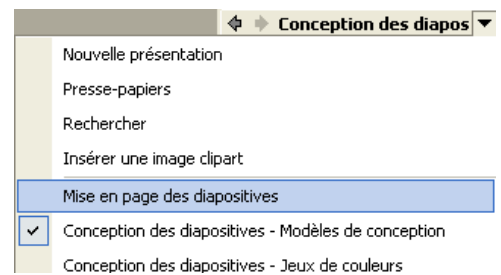 Conception des diapos
Nouvelle présentation
Presse-papiers
Rechercher
Insérer une image clipart
Mise en page des diapositives
Conception des diapositives - Modèles de conception
Conception des diapositives - Jeux de couleurs